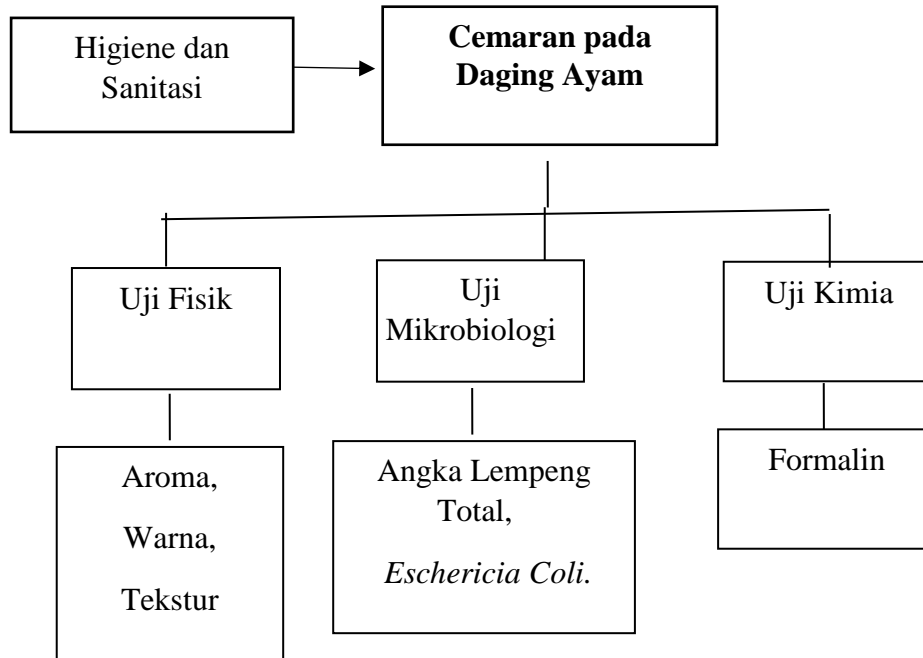 Higiene dan
Sanitasi
Cemaran pada
Daging Ayam
Uji Fisik
Uji
Mikrobiologi
Uji Kimia
Aroma,
Warna,
Tekstur
Angka Lempeng
Total,
Eschericia Coli.
Formalin